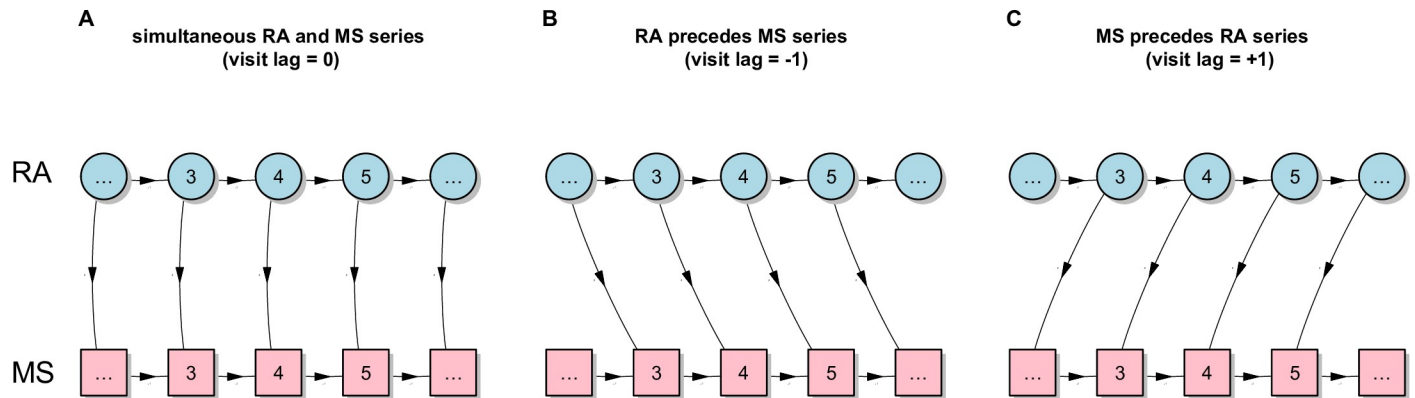 A
simultaneous RA and MS series
(visit lag = 0)
B
RA precedes MS series
(visit lag = -1)
C
MS precedes RA series
(visit lag = +1)
RA
... 3 4 5 ...
... 3 4 5 ...
... 3 4 5 ...
MS
... 3 4 5 ...
... 3 4 5 ...
... 3 4 5 ...